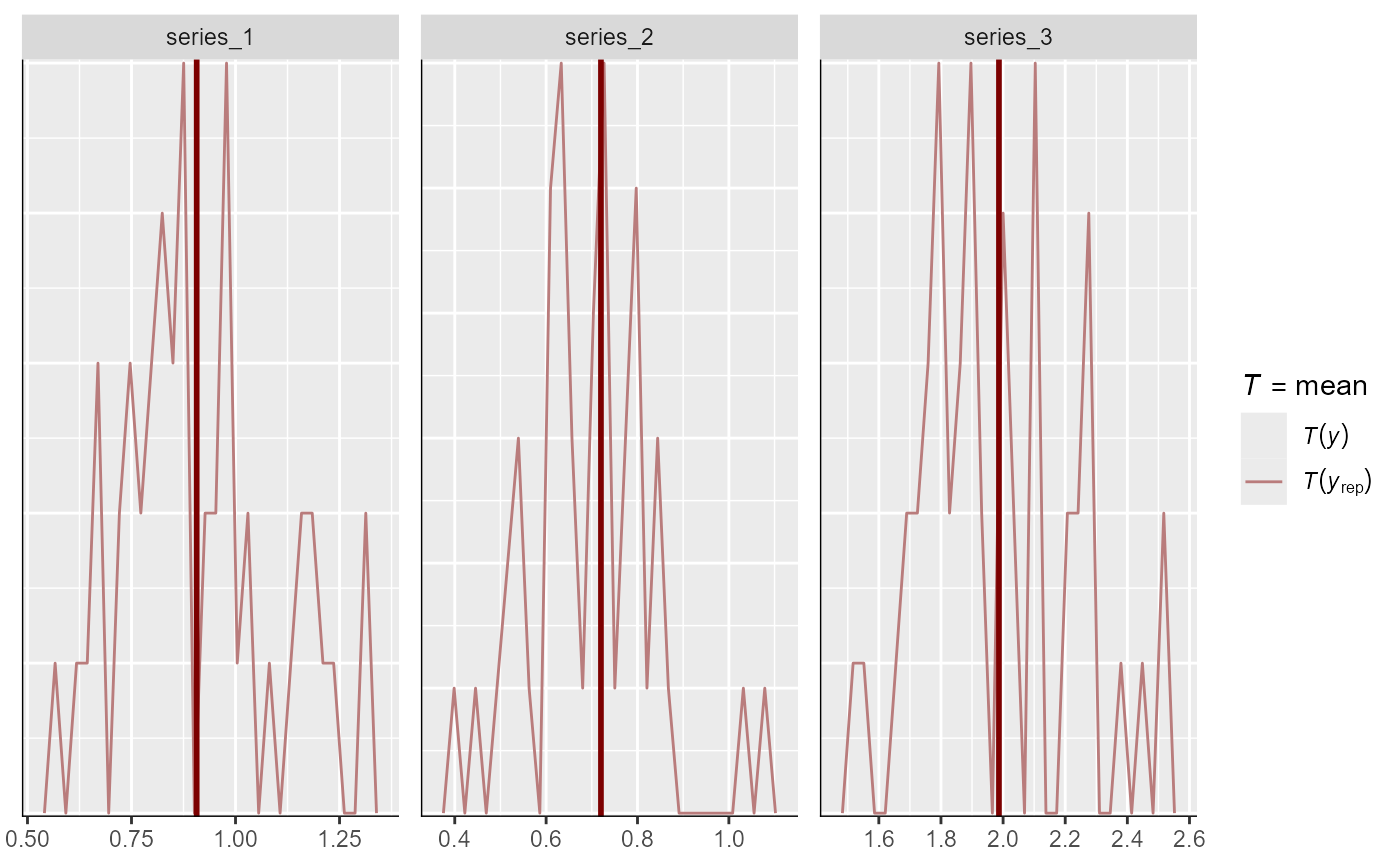 series_1 series_2 series_3
T = mean
T(y)
T(yrep)
0.50 0.75 1.00 1.25 0.4 0.6 0.8 1.0 1.6 1.8 2.0 2.2 2.4 2.6